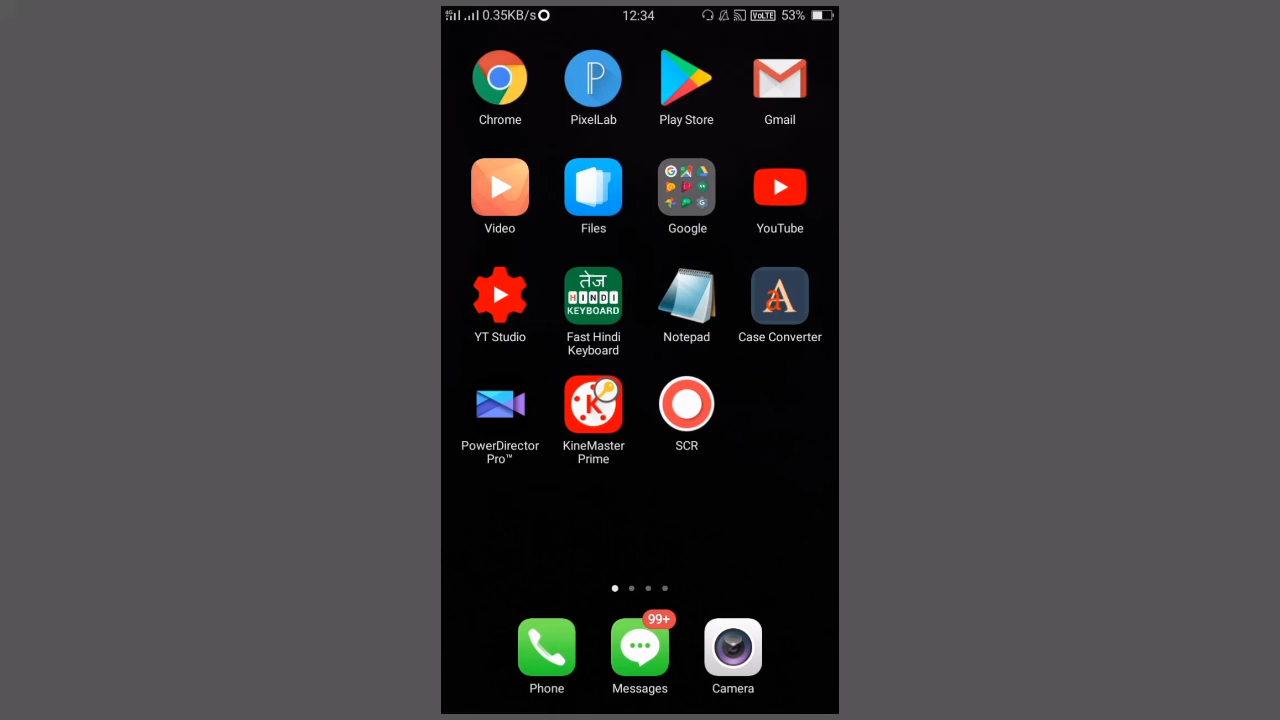 4G 0.35KB/s 12:34 VoLTE 53%
Chrome PixelLab Play Store Gmail
Video Files Google YouTube
तेज
HINDI
KEYBOARD
YT Studio Fast Hindi Notepad Case Converter
Keyboard
PowerDirector KineMaster SCR
Pro™ Prime
99+
Phone Messages Camera